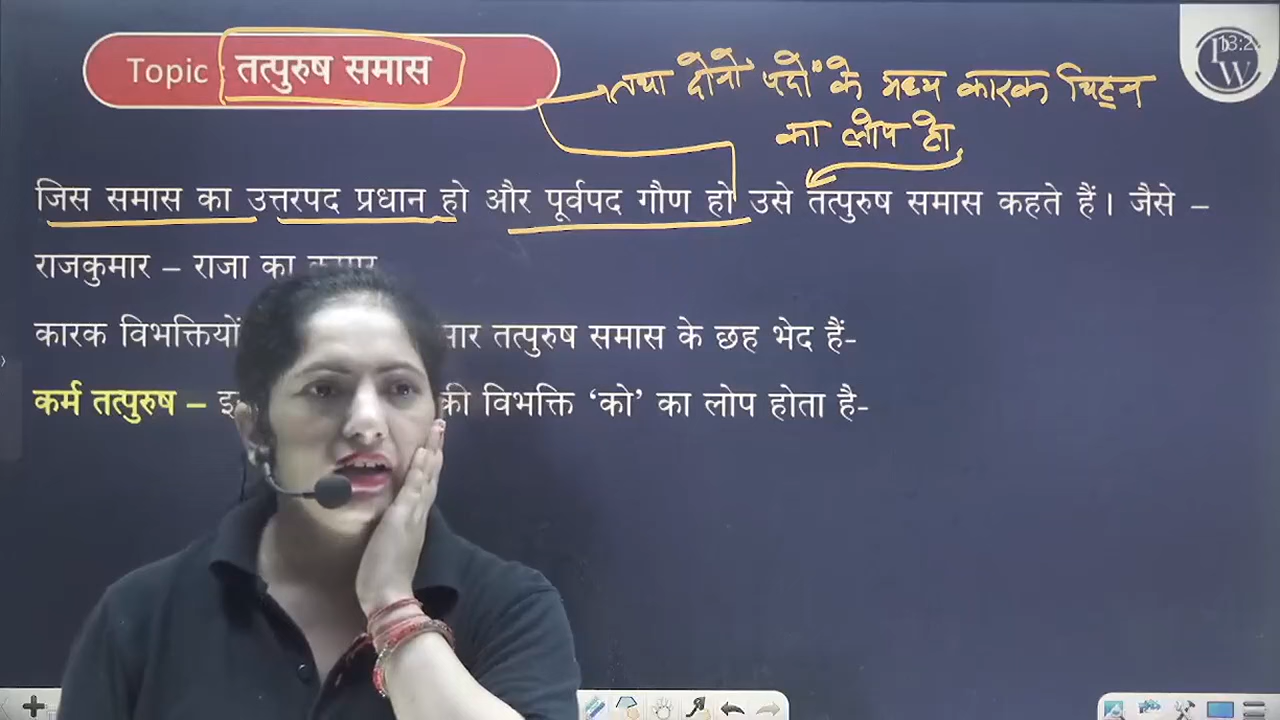 Topic तत्पुरुष समास
तथा दोनों "पदों" के मध्य कारक चिह्न
का लोप हो,
जिस समास का उत्तरपद प्रधान हो और पूर्वपद गौण हो उसे तत्पुरुष समास कहते हैं। जैसे –
राजकुमार – राजा का कुमार
कारक विभक्तियों तत्पुरुष समास के छह भेद हैं-
कर्म तत्पुरुष – की विभक्ति ‘को’ का लोप होता है-